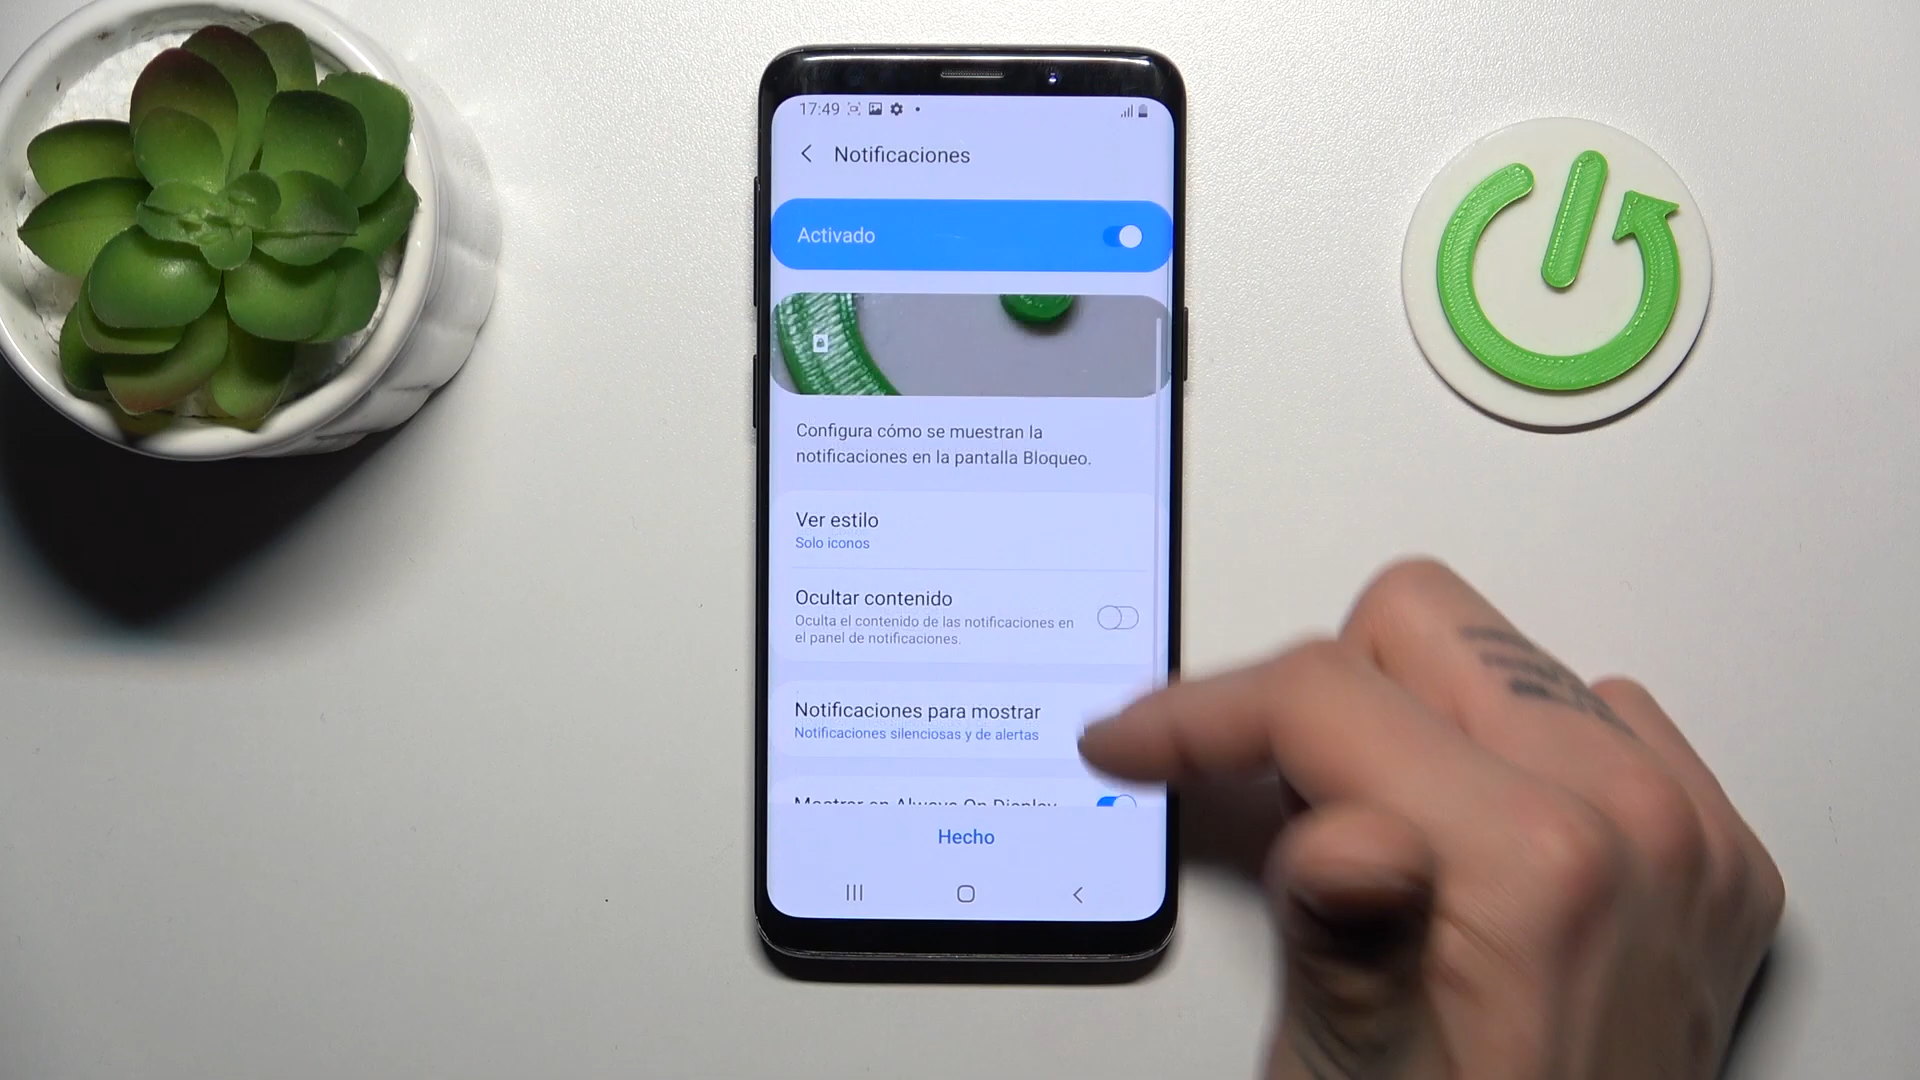 17:49
Notificaciones
Activado
Configura cómo se muestran la
notificaciones en la pantalla Bloqueo.
Ver estilo
Solo iconos
Ocultar contenido
Oculta el contenido de las notificaciones en
el panel de notificaciones.
Notificaciones para mostrar
Notificaciones silenciosas y de alertas
Mostrar en Always On Display
Hecho